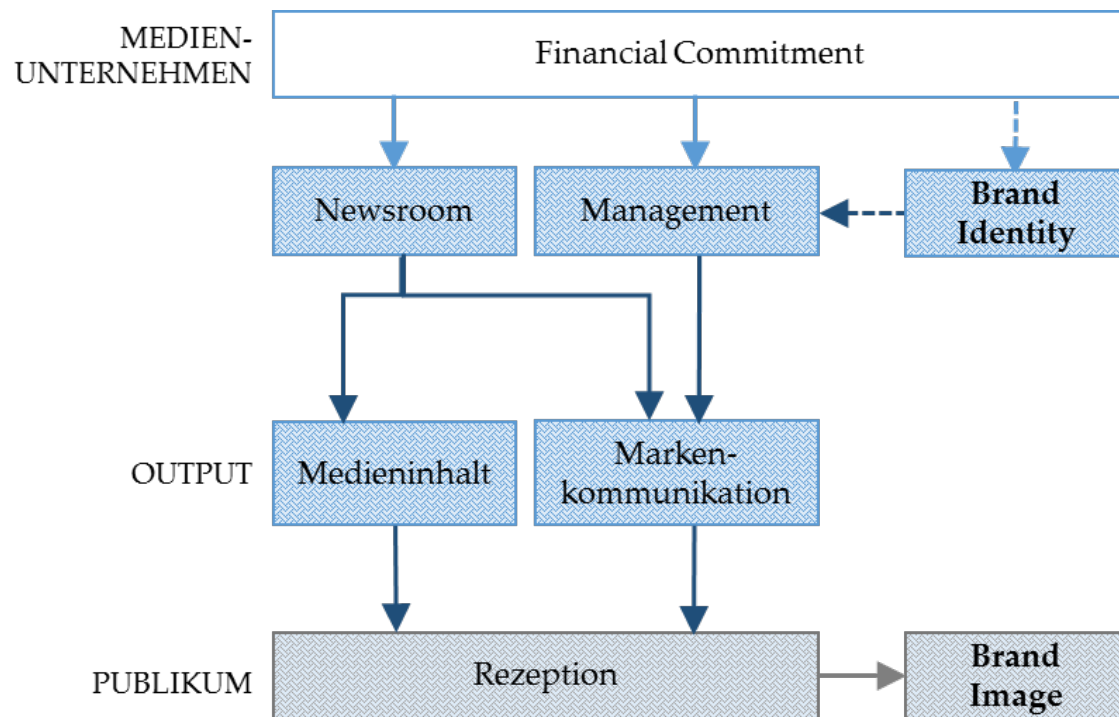 MEDIEN-
UNTERNEHMEN
Financial Commitment
Newsroom
Management
Brand
Identity
OUTPUT
Medieninhalt
Marken-
kommunikation
PUBLIKUM
Rezeption
Brand
Image